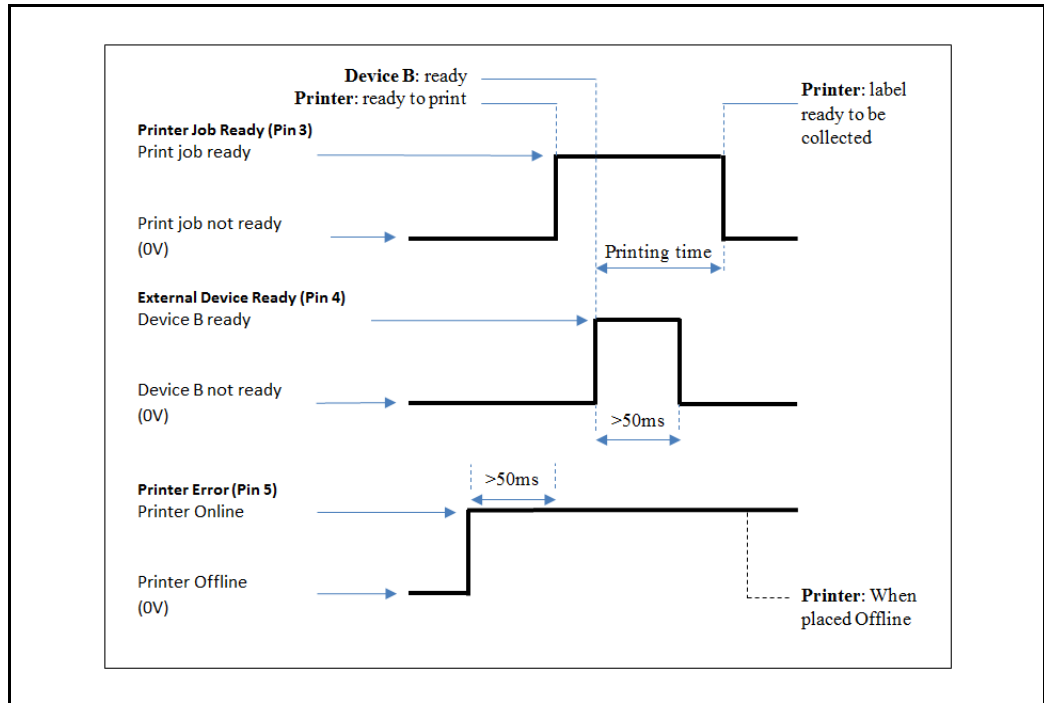 Device B: ready
Printer: ready to print
Printer: label
ready to be
collected
Printer Job Ready (Pin 3)
Print job ready
Print job not ready
(0V)
Printing time
External Device Ready (Pin 4)
Device B ready
Device B not ready
(0V)
>50ms
>50ms
Printer Error (Pin 5)
Printer Online
Printer Offline
(0V)
Printer: When
placed Offline